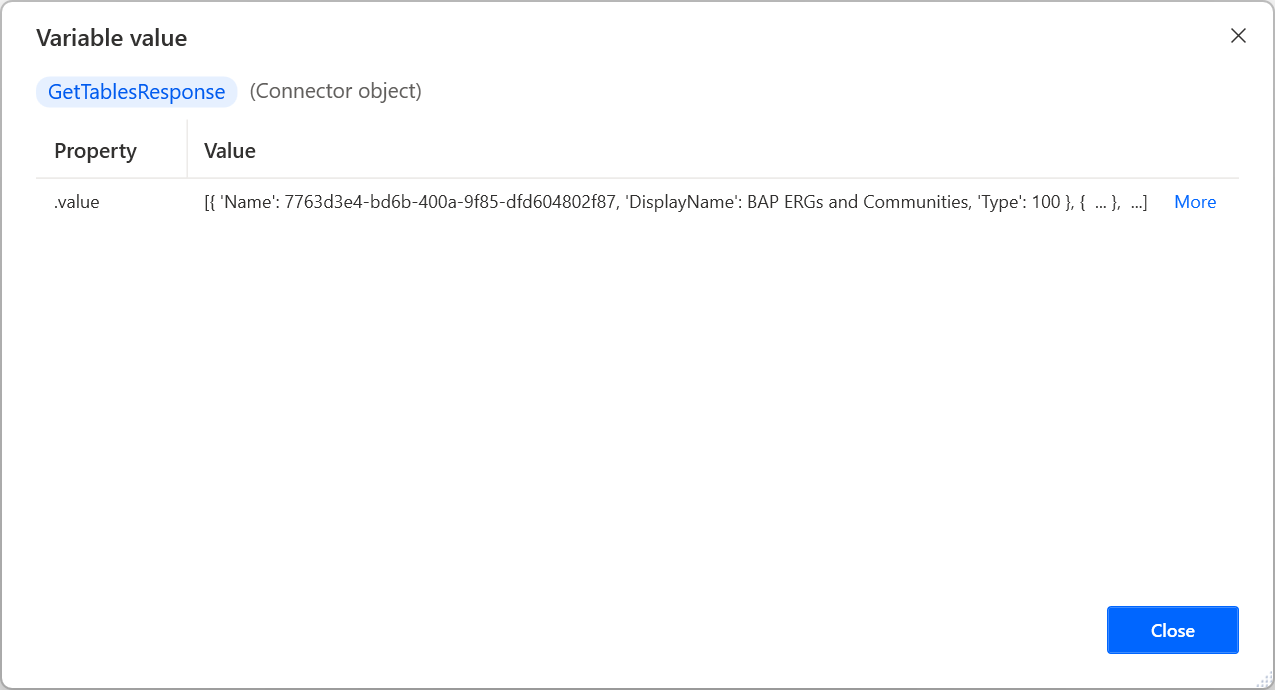 Variable value
GetTablesResponse (Connector object)
Property Value
.value [{ 'Name': 7763d3e4-bd6b-400a-9f85-dfd604802f87, 'DisplayName': BAP ERGs and Communities, 'Type': 100 }, { ... }, ...] More
Close